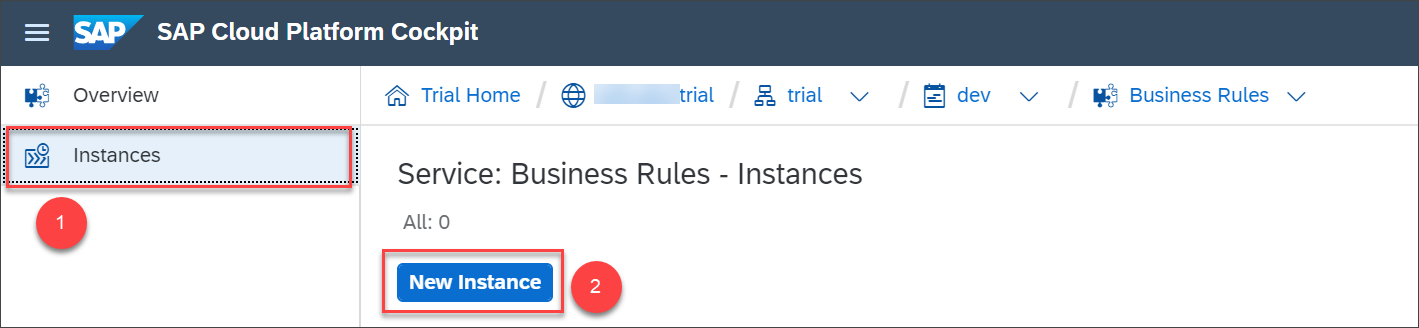 SAP SAP Cloud Platform Cockpit
Overview
Trial Home / trial / trial / dev / Business Rules
Instances
Service: Business Rules - Instances
1
All: 0
New Instance
2